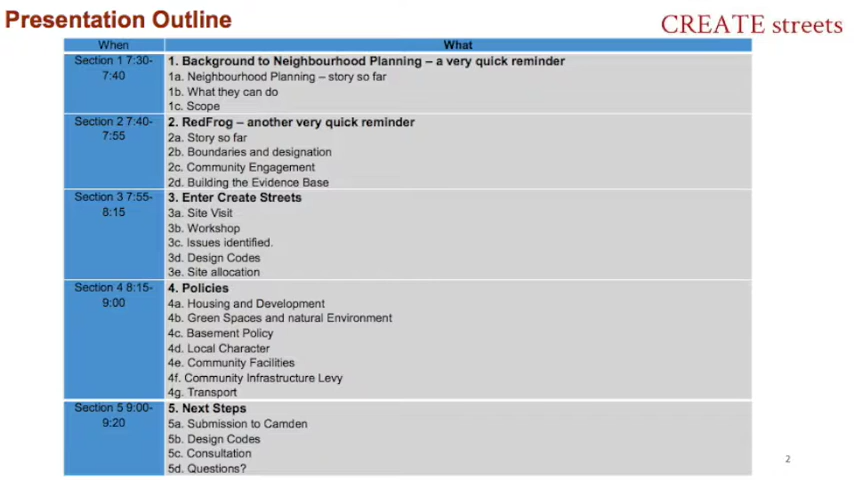 Presentation Outline
CREATE streets
When What
Section 1 7:30-
7:40
1. Background to Neighbourhood Planning – a very quick reminder
1a. Neighbourhood Planning – story so far
1b. What they can do
1c. Scope
Section 2 7:40-
7:55
2. RedFrog – another very quick reminder
2a. Story so far
2b. Boundaries and designation
2c. Community Engagement
2d. Building the Evidence Base
Section 3 7:55-
8:15
3. Enter Create Streets
3a. Site Visit
3b. Workshop
3c. Issues identified.
3d. Design Codes
3e. Site allocation
Section 4 8:15-
9:00
4. Policies
4a. Housing and Development
4b. Green Spaces and natural Environment
4c. Basement Policy
4d. Local Character
4e. Community Facilities
4f. Community Infrastructure Levy
4g. Transport
Section 5 9:00-
9:20
5. Next Steps
5a. Submission to Camden
5b. Design Codes
5c. Consultation
5d. Questions?
2